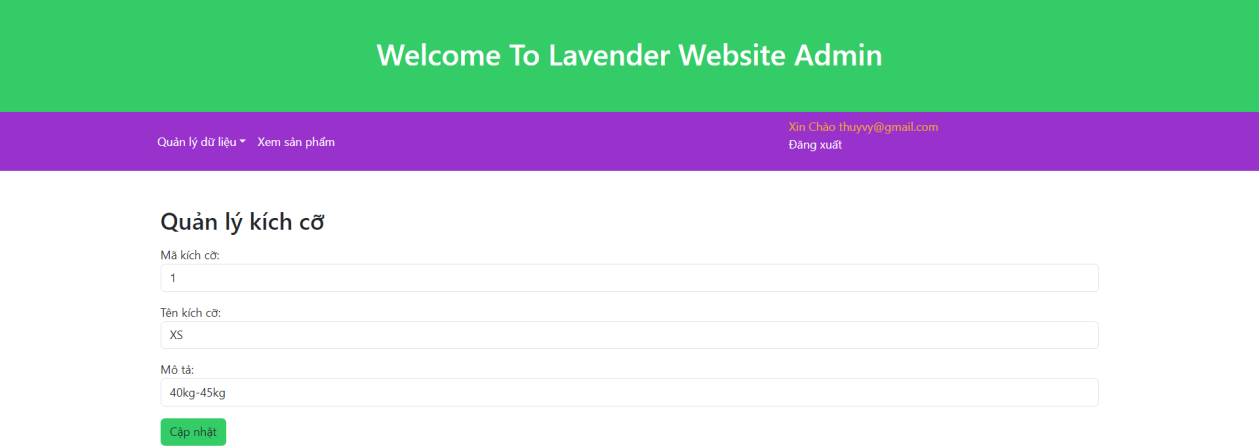 Welcome To Lavender Website Admin
Quản lý dữ liệu Xem sản phẩm
Xin Chào thuyvy@gmail.com
Đăng xuất
Quản lý kích cỡ
Mã kích cỡ:
1
Tên kích cỡ:
XS
Mô tả:
40kg-45kg
Cập nhật